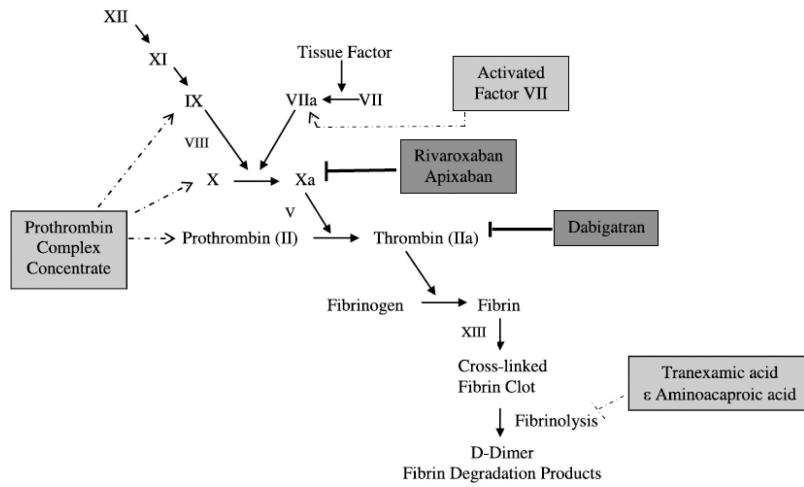 XII
XI
Tissue Factor
Activated
Factor VII
IX
VIIa
VII
VIII
Rivaroxaban
Apixaban
X
Xa
V
Prothrombin
Complex
Concentrate
Prothrombin (II)
Thrombin (IIa)
Dabigatran
Fibrinogen
Fibrin
XIII
Cross-linked
Fibrin Clot
Tranexamic acid
ε Aminoacaproic acid
Fibrinolysis
D-Dimer
Fibrin Degradation Products